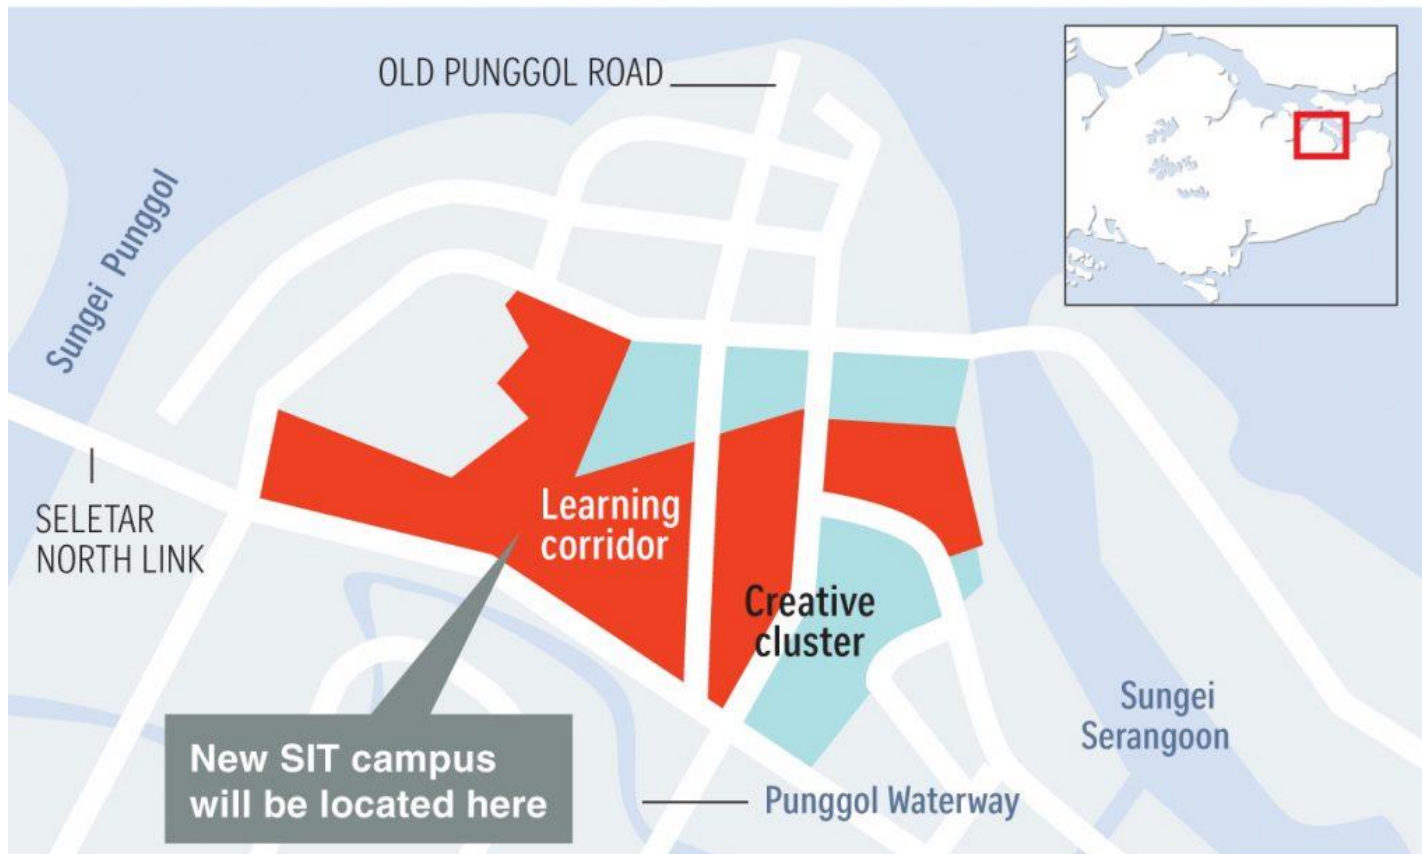 OLD PUNGGOL ROAD
Sungei Punggol
SELETAR
NORTH LINK
Learning
corridor
Creative
cluster
New SIT campus
will be located here
Sungei
Serangoon
Punggol Waterway